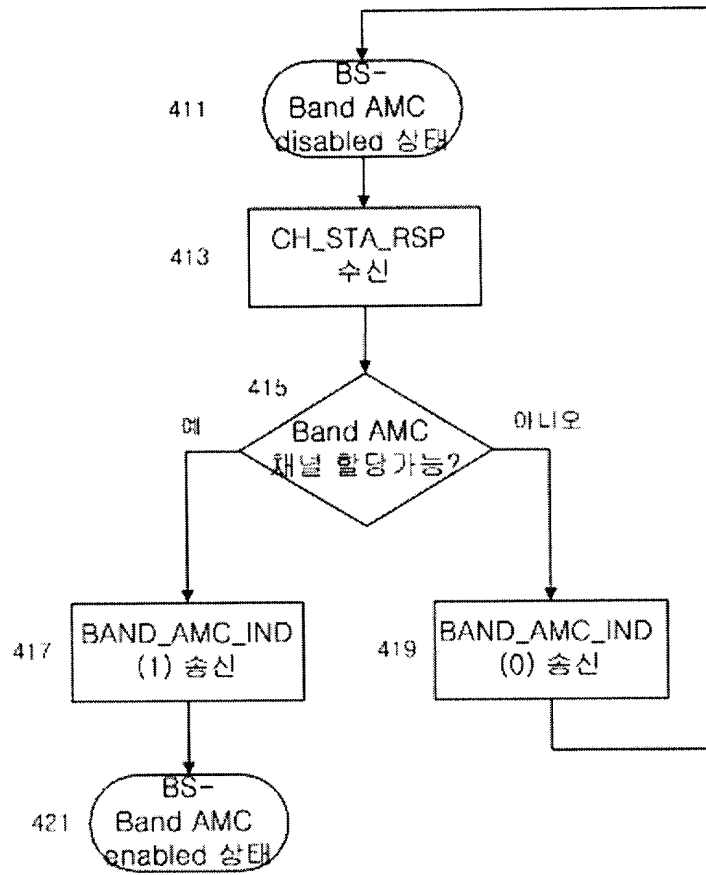 411
BS-
Band AMC
disabled 상태
413
CH_STA_RSP
수신
415
예
아니오
Band AMC
채널 할당가능?
417
BAND_AMC_IND
(1) 송신
419
BAND_AMC_IND
(0) 송신
421
BS-
Band AMC
enabled 상태